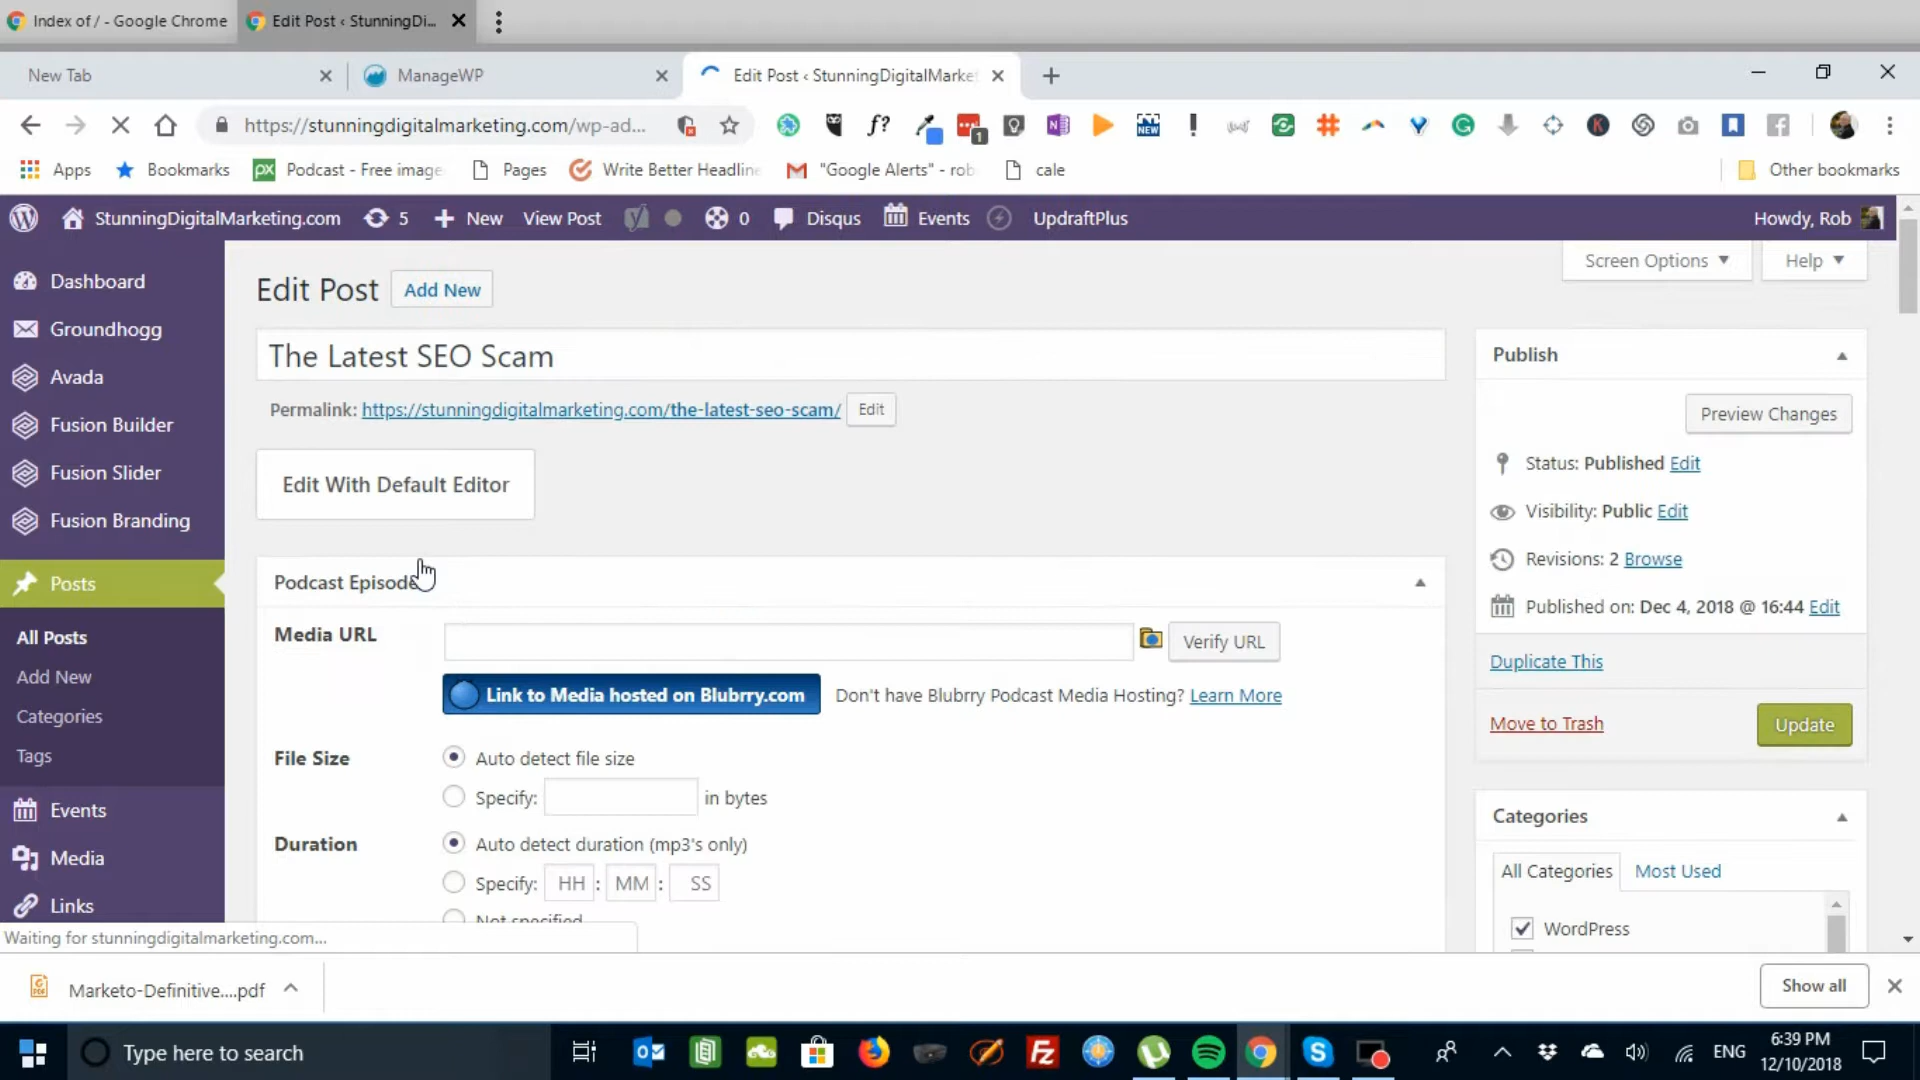 Index of / - Google Chrome
Edit Post ‹ StunningDi...
New Tab
ManageWP
Edit Post ‹ StunningDigitalMarke
https://stunningdigitalmarketing.com/wp-ad...
f?
1
NEW
Apps
Bookmarks
px Podcast - Free image
Pages
Write Better Headline
"Google Alerts" - rob
cale
Other bookmarks
StunningDigitalMarketing.com
5
New
View Post
0
Disqus
Events
UpdraftPlus
Howdy, Rob
Dashboard
Groundhogg
Avada
Fusion Builder
Fusion Slider
Fusion Branding
Posts
All Posts
Add New
Categories
Tags
Events
Media
Links
Screen Options
Help
Edit Post
Add New
The Latest SEO Scam
Permalink: https://stunningdigitalmarketing.com/the-latest-seo-scam/
Edit
Edit With Default Editor
Podcast Episode
Media URL
Verify URL
Link to Media hosted on Blubrry.com
Don't have Blubrry Podcast Media Hosting? Learn More
File Size
Auto detect file size
Specify: in bytes
Duration
Auto detect duration (mp3's only)
Specify: HH : MM : SS
Not specified
Publish
Preview Changes
Status: Published Edit
Visibility: Public Edit
Revisions: 2 Browse
Published on: Dec 4, 2018 @ 16:44 Edit
Duplicate This
Move to Trash
Update
Categories
All Categories
Most Used
WordPress
Waiting for stunningdigitalmarketing.com...
Marketo-Definitive....pdf
Show all
Type here to search
ENG
6:39 PM
12/10/2018